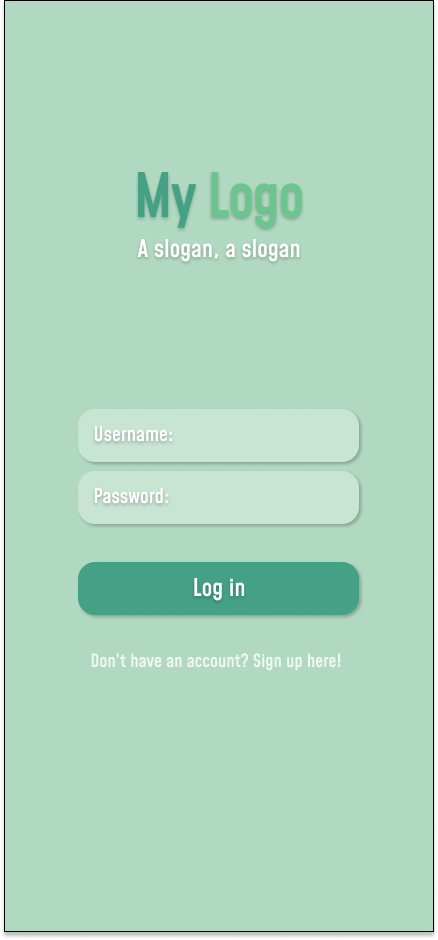 My Logo
A slogan, a slogan
Username:
Password:
Log in
Don't have an account? Sign up here!